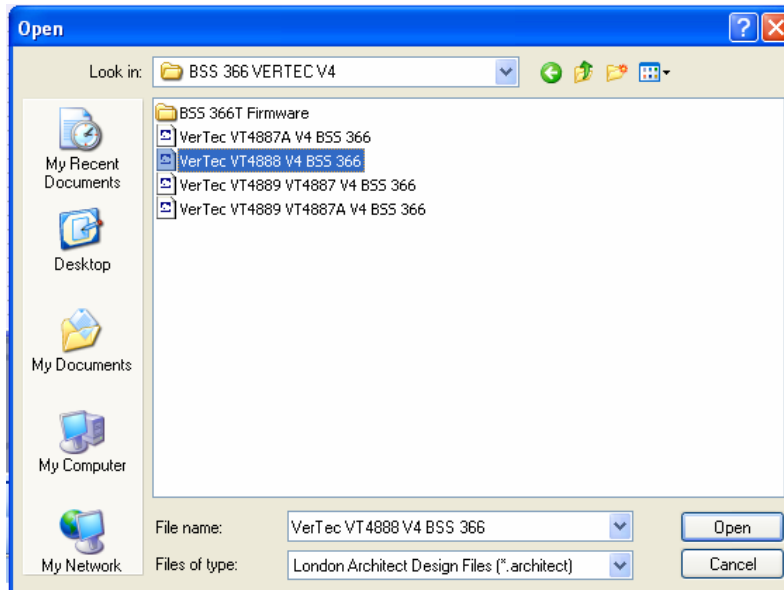 Open
Look in: BSS 366 VERTEC V4
My Recent
Documents
Desktop
My Documents
My Computer
My Network
BSS 366T Firmware
VerTec VT4887A V4 BSS 366
VerTec VT4888 V4 BSS 366
VerTec VT4889 VT4887 V4 BSS 366
VerTec VT4889 VT4887A V4 BSS 366
File name: VerTec VT4888 V4 BSS 366 Open
Files of type: London Architect Design Files (*.architect) Cancel